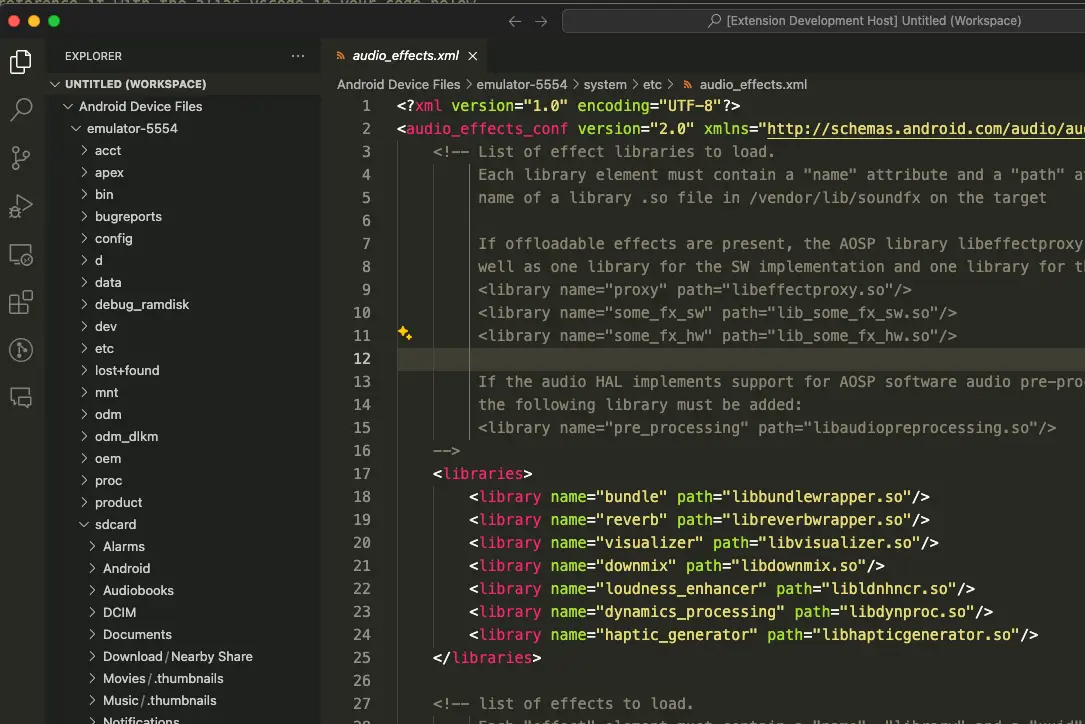 [Extension Development Host] Untitled (Workspace)
EXPLORER
UNTITLED (WORKSPACE)
Android Device Files
emulator-5554
acct
apex
bin
bugreports
config
d
data
debug_ramdisk
dev
etc
lost+found
mnt
odm
odm_dlkm
oem
proc
product
sdcard
Alarms
Android
Audiobooks
DCIM
Documents
Download/Nearby Share
Movies/.thumbnails
Music/.thumbnails
Notifications
audio_effects.xml
Android Device Files > emulator-5554 > system > etc > audio_effects.xml
1 <?xml version="1.0" encoding="UTF-8"?>
2 <audio_effects_conf version="2.0" xmlns="http://schemas.android.com/audio/au
3 <!-- List of effect libraries to load.
4 Each library element must contain a "name" attribute and a "path" a
5 name of a library .so file in /vendor/lib/soundfx on the target
6
7 If offloadable effects are present, the AOSP library libeffectproxy
8 well as one library for the SW implementation and one library for t
9 <library name="proxy" path="libeffectproxy.so"/>
10 <library name="some_fx_sw" path="lib_some_fx_sw.so"/>
11 <library name="some_fx_hw" path="lib_some_fx_hw.so"/>
12
13 If the audio HAL implements support for AOSP software audio pre-pro
14 the following library must be added:
15 <library name="pre_processing" path="libaudiopreprocessing.so"/>
16 -->
17 <libraries>
18 <library name="bundle" path="libbundlewrapper.so"/>
19 <library name="reverb" path="libreverbwrapper.so"/>
20 <library name="visualizer" path="libvisualizer.so"/>
21 <library name="downmix" path="libdownmix.so"/>
22 <library name="loudness_enhancer" path="libldnhncr.so"/>
23 <library name="dynamics_processing" path="libdynproc.so"/>
24 <library name="haptic_generator" path="libhapticgenerator.so"/>
25 </libraries>
26
27 <!-- list of effects to load.